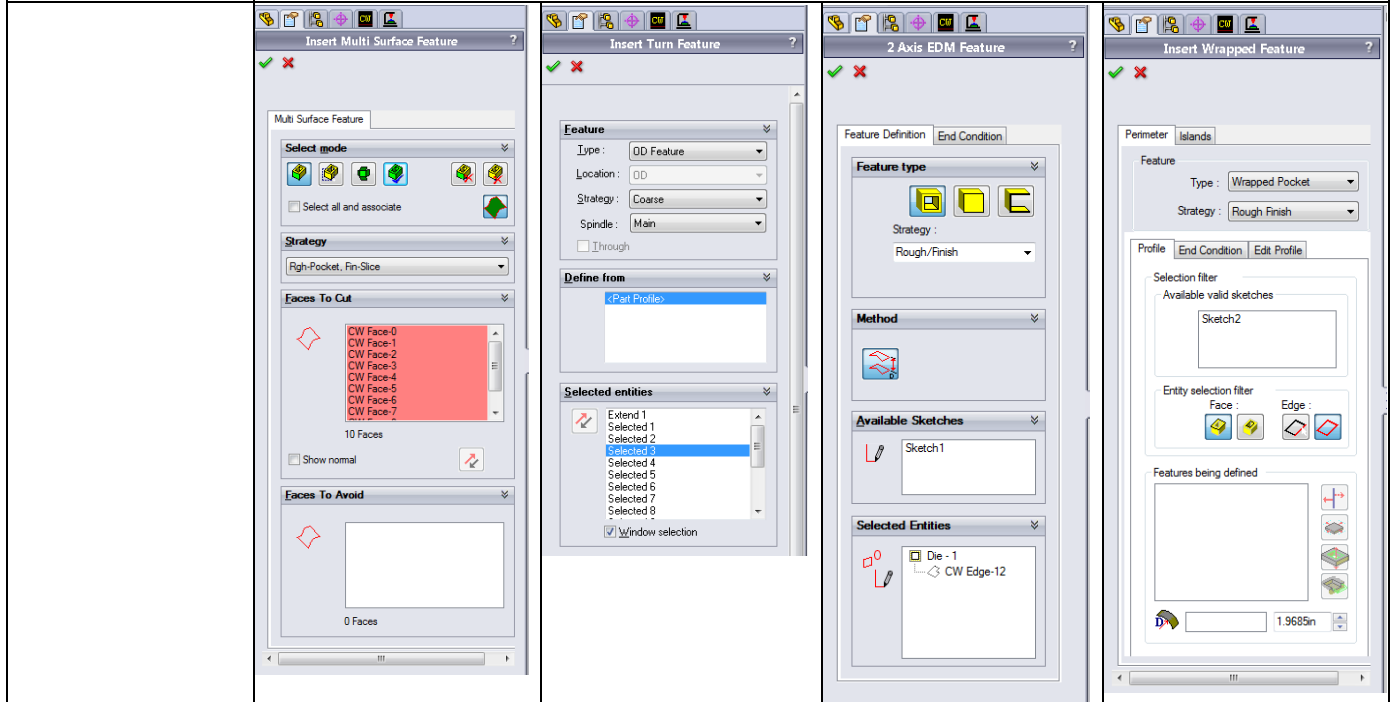 Insert Multi Surface Feature ?
Multi Surface Feature
Select mode
Select all and associate
Strategy
Rgh-Pocket, Fin-Slice
Faces To Cut
CW Face-0
CW Face-1
CW Face-2
CW Face-3
CW Face-4
CW Face-5
CW Face-6
CW Face-7
10 Faces
Show normal
Faces To Avoid
0 Faces
Insert Turn Feature ?
Feature
Type : OD Feature
Location : OD
Strategy : Coarse
Spindle : Main
Through
Define from
<Part Profile>
Selected entities
Extend 1
Selected 1
Selected 2
Selected 3
Selected 4
Selected 5
Selected 6
Selected 7
Selected 8
Window selection
2 Axis EDM Feature ?
Feature Definition End Condition
Feature type
Strategy :
Rough/Finish
Method
D
Available Sketches
Sketch1
Selected Entities
Die - 1
CW Edge-12
Insert Wrapped Feature ?
Perimeter Islands
Feature
Type : Wrapped Pocket
Strategy : Rough Finish
Profile End Condition Edit Profile
Selection filter
Available valid sketches
Sketch2
Entity selection filter
Face : Edge :
Features being defined
D 1.9685in